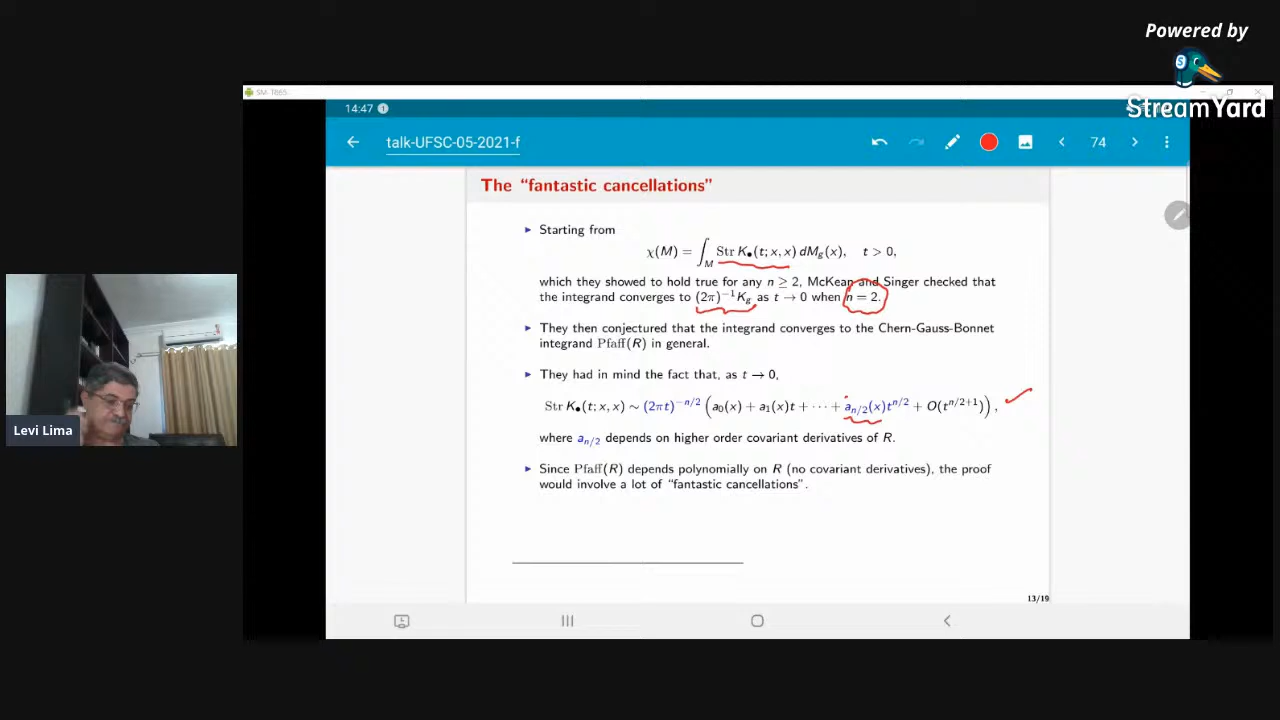 Powered by
StreamYard
SM-T865
14:47
talk-UFSC-05-2021-f
74
The “fantastic cancellations”
▶ Starting from
χ(M) = ∫_M Str K•(t; x, x) dM_g(x), t > 0,
which they showed to hold true for any n ≥ 2, McKean and Singer checked that
the integrand converges to (2π)⁻¹K_g as t → 0 when n = 2.
▶ They then conjectured that the integrand converges to the Chern-Gauss-Bonnet
integrand Pfaff(R) in general.
▶ They had in mind the fact that, as t → 0,
Str K•(t; x, x) ∼ (2πt)^{−n/2} (a₀(x) + a₁(x)t + ⋯ + a_{n/2}(x)t^{n/2} + O(t^{n/2+1})),
where a_{n/2} depends on higher order covariant derivatives of R.
▶ Since Pfaff(R) depends polynomially on R (no covariant derivatives), the proof
would involve a lot of “fantastic cancellations”.
13/19
Levi Lima